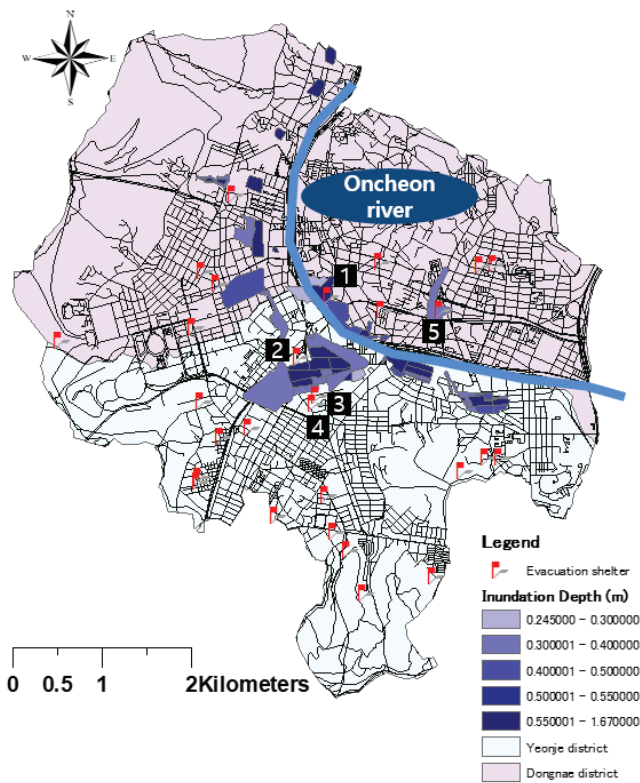 N
W E
S
Oncheon
river
1
5
2
3
4
Legend
Evacuation shelter
Inundation Depth (m)
0.245000 - 0.300000
0.300001 - 0.400000
0.400001 - 0.500000
0.500001 - 0.550000
0.550001 - 1.670000
Yeonje district
Dongnae district
0 0.5 1 2Kilometers